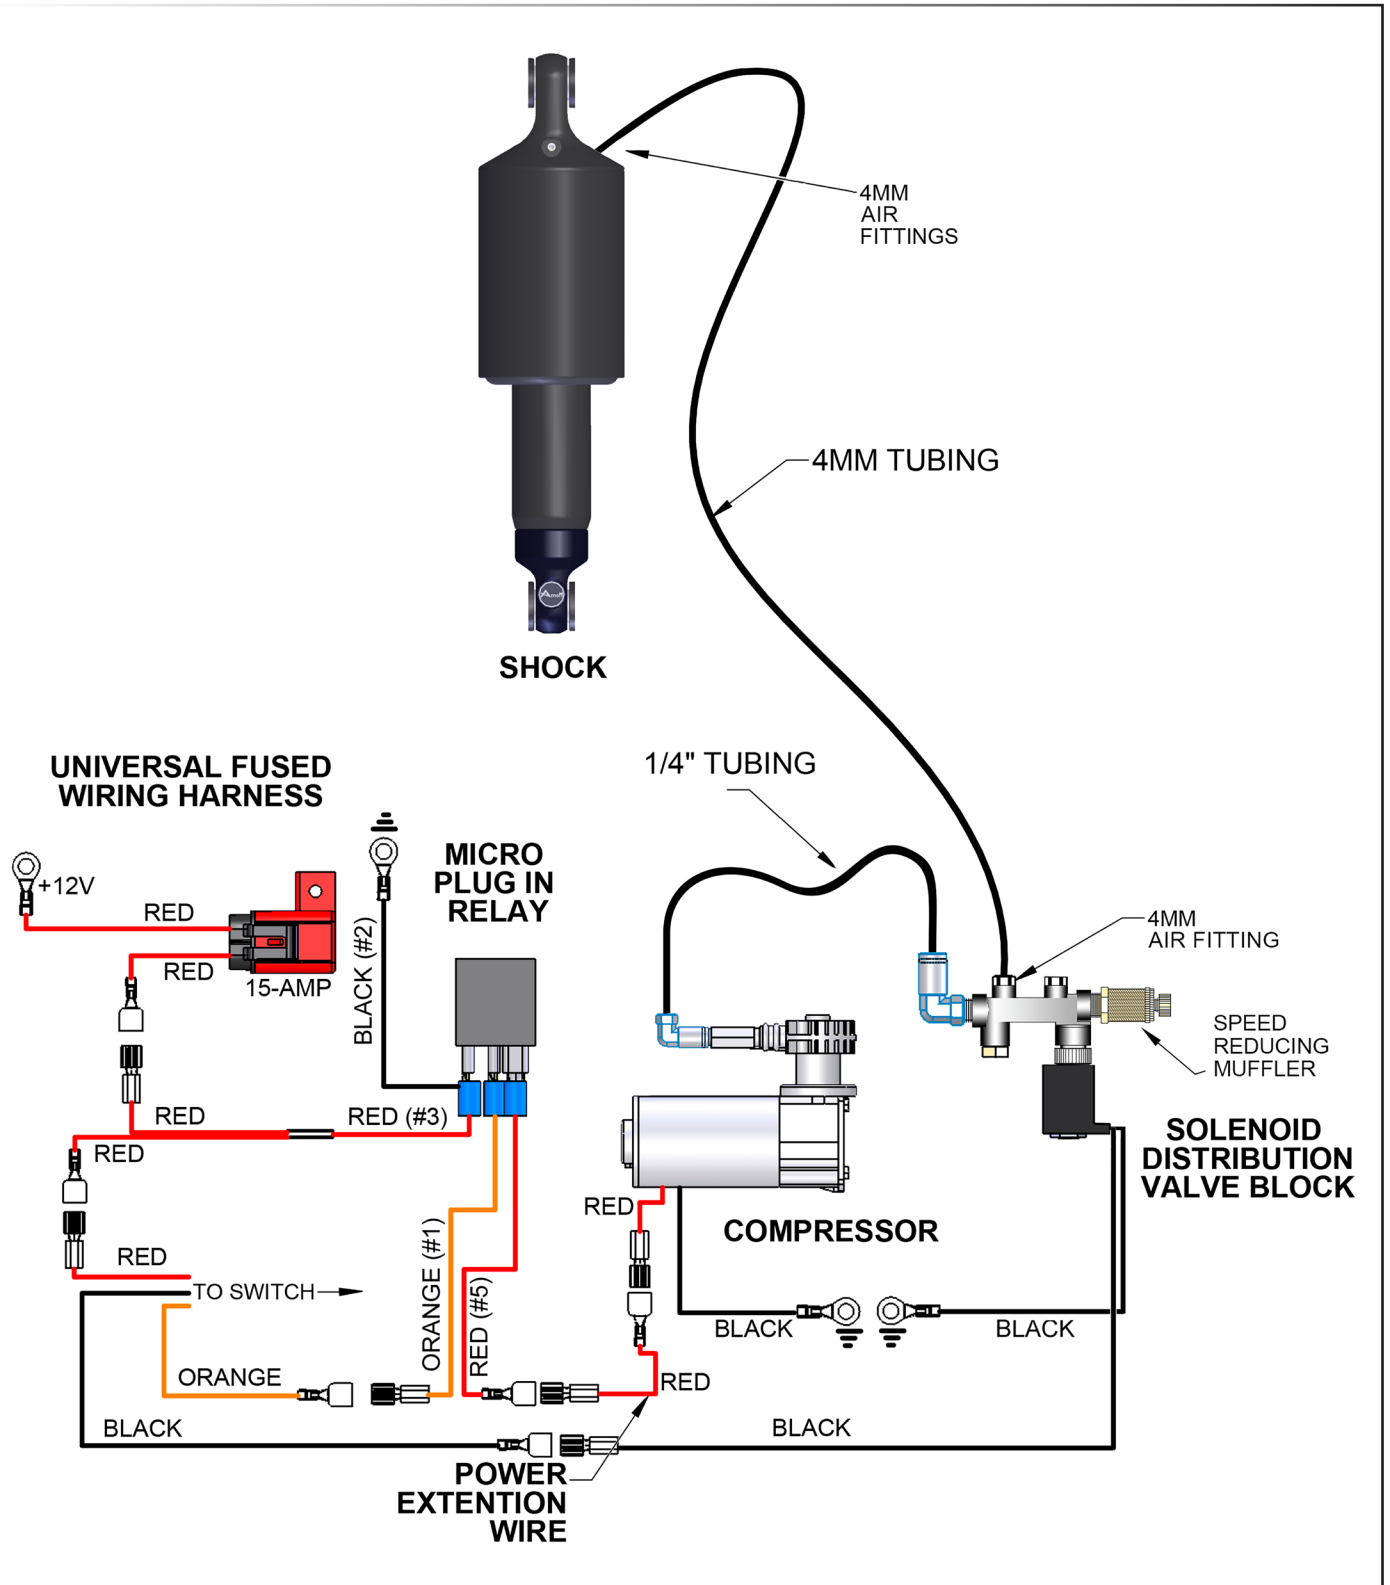 4MM
AIR
FITTINGS
4MM TUBING
SHOCK
UNIVERSAL FUSED
WIRING HARNESS
1/4" TUBING
MICRO
PLUG IN
RELAY
+12V
RED
RED
15-AMP
BLACK (#2)
4MM
AIR FITTING
SPEED
REDUCING
MUFFLER
SOLENOID
DISTRIBUTION
VALVE BLOCK
RED
RED (#3)
RED
COMPRESSOR
RED
RED
TO SWITCH
ORANGE (#1)
RED (#5)
BLACK
BLACK
ORANGE
RED
BLACK
BLACK
POWER
EXTENTION
WIRE